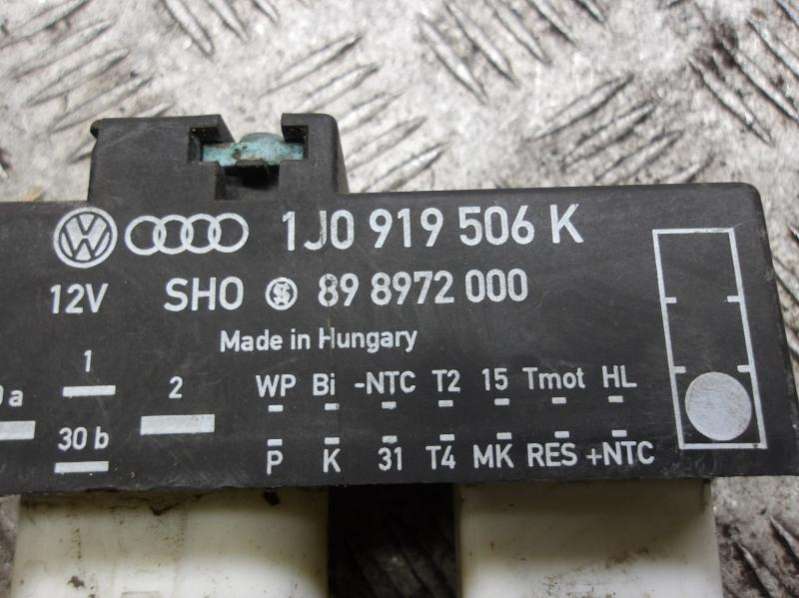 1J0 919 506 K
12V SHO 89 8972 000
Made in Hungary
1 2 WP Bi -NTC T2 15 Tmot HL
0a 30 b P K 31 T4 MK RES +NTC